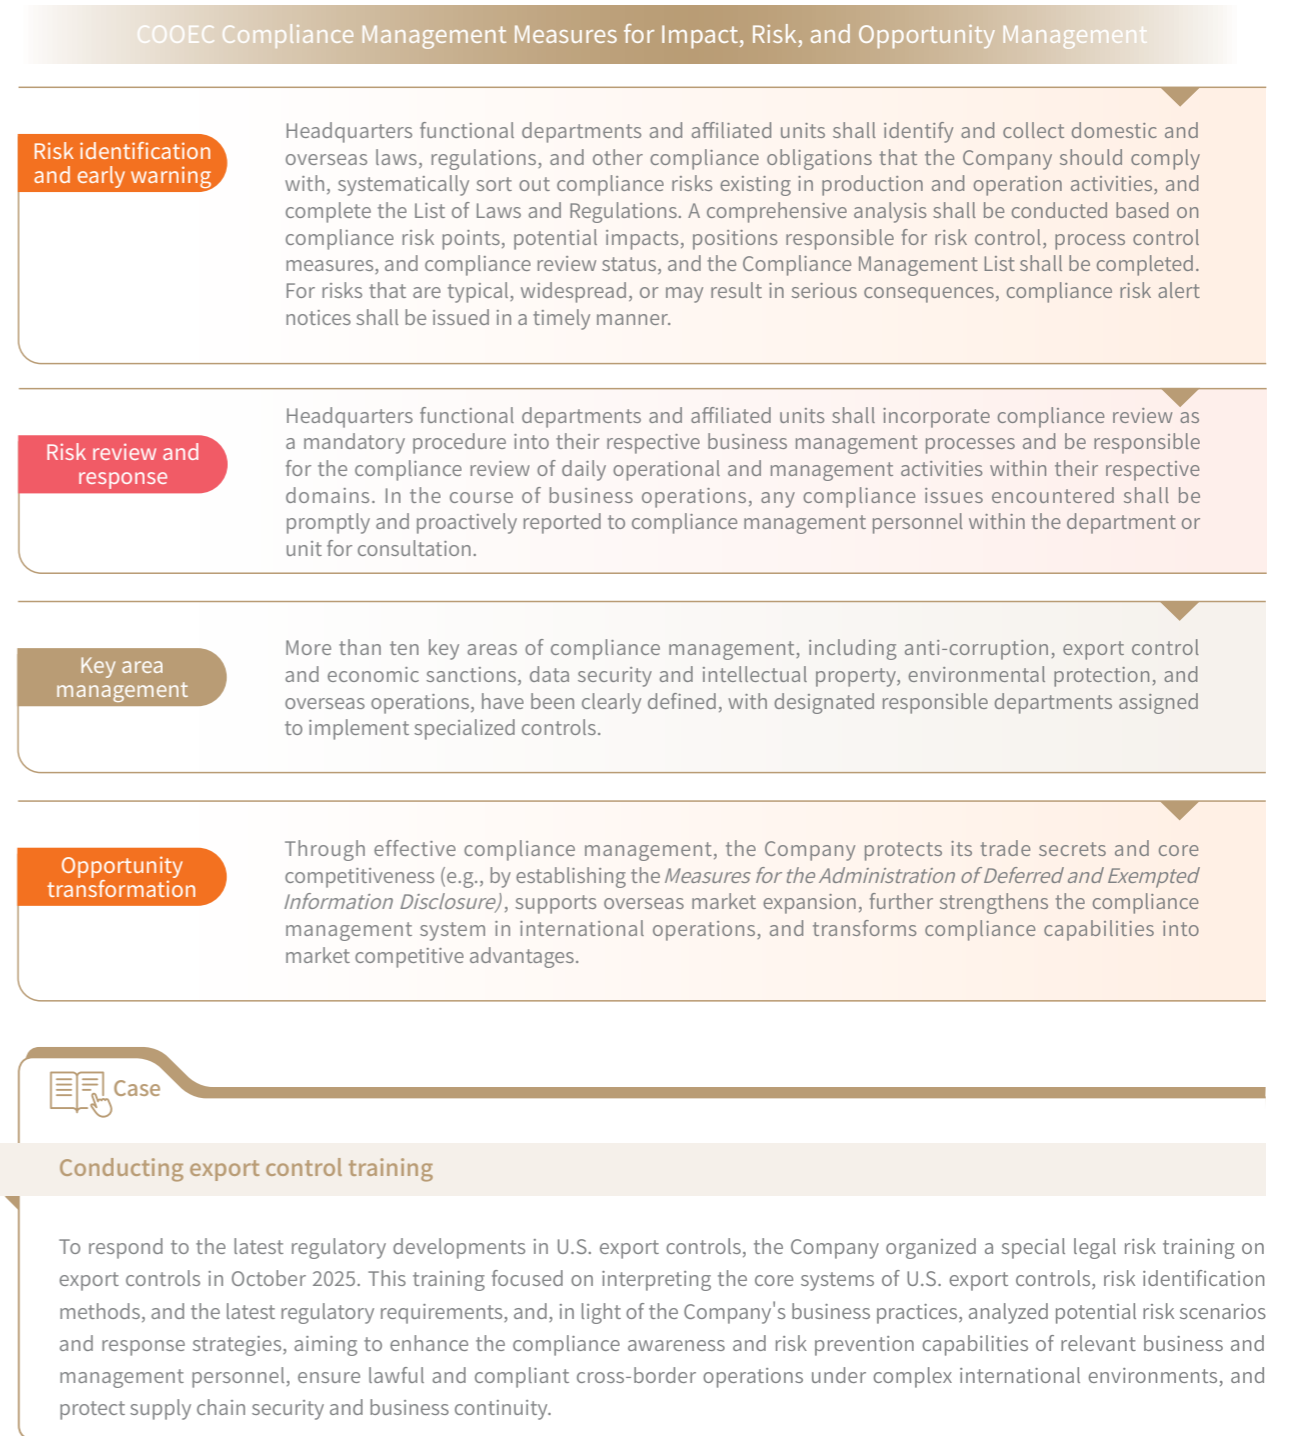 COOEC Compliance Management Measures for Impact, Risk, and Opportunity Management
Risk identification
and early warning
Headquarters functional departments and affiliated units shall identify and collect domestic and
overseas laws, regulations, and other compliance obligations that the Company should comply
with, systematically sort out compliance risks existing in production and operation activities, and
complete the List of Laws and Regulations. A comprehensive analysis shall be conducted based on
compliance risk points, potential impacts, positions responsible for risk control, process control
measures, and compliance review status, and the Compliance Management List shall be completed.
For risks that are typical, widespread, or may result in serious consequences, compliance risk alert
notices shall be issued in a timely manner.
Risk review and
response
Headquarters functional departments and affiliated units shall incorporate compliance review as
a mandatory procedure into their respective business management processes and be responsible
for the compliance review of daily operational and management activities within their respective
domains. In the course of business operations, any compliance issues encountered shall be
promptly and proactively reported to compliance management personnel within the department or
unit for consultation.
Key area
management
More than ten key areas of compliance management, including anti-corruption, export control
and economic sanctions, data security and intellectual property, environmental protection, and
overseas operations, have been clearly defined, with designated responsible departments assigned
to implement specialized controls.
Opportunity
transformation
Through effective compliance management, the Company protects its trade secrets and core
competitiveness (e.g., by establishing the Measures for the Administration of Deferred and Exempted
Information Disclosure), supports overseas market expansion, further strengthens the compliance
management system in international operations, and transforms compliance capabilities into
market competitive advantages.
Case
Conducting export control training
To respond to the latest regulatory developments in U.S. export controls, the Company organized a special legal risk training on
export controls in October 2025. This training focused on interpreting the core systems of U.S. export controls, risk identification
methods, and the latest regulatory requirements, and, in light of the Company's business practices, analyzed potential risk scenarios
and response strategies, aiming to enhance the compliance awareness and risk prevention capabilities of relevant business and
management personnel, ensure lawful and compliant cross-border operations under complex international environments, and
protect supply chain security and business continuity.